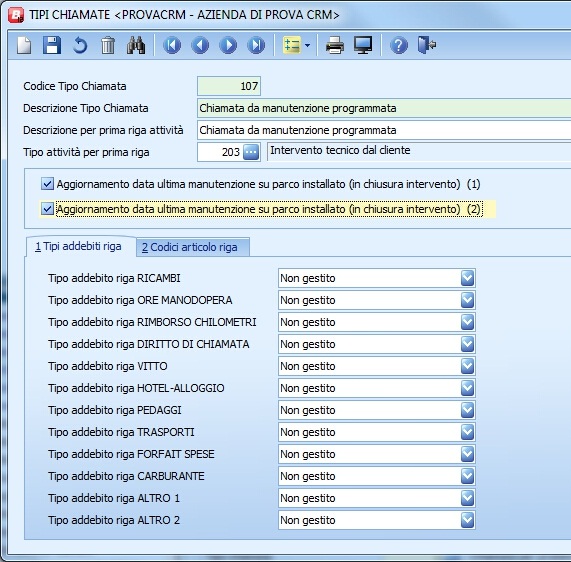 TIPI CHIAMATE <PROVACRM - AZIENDA DI PROVA CRM>
Codice Tipo Chiamata 107
Descrizione Tipo Chiamata Chiamata da manutenzione programmata
Descrizione per prima riga attività Chiamata da manutenzione programmata
Tipo attività per prima riga 203 ... Intervento tecnico dal cliente
Aggiornamento data ultima manutenzione su parco installato (in chiusura intervento) (1)
Aggiornamento data ultima manutenzione su parco installato (in chiusura intervento) (2)
1 Tipi addebiti riga 2 Codici articolo riga
Tipo addebito riga RICAMBI Non gestito
Tipo addebito riga ORE MANODOPERA Non gestito
Tipo addebito riga RIMBORSO CHILOMETRI Non gestito
Tipo addebito riga DIRITTO DI CHIAMATA Non gestito
Tipo addebito riga VITTO Non gestito
Tipo addebito riga HOTEL-ALLOGGIO Non gestito
Tipo addebito riga PEDAGGI Non gestito
Tipo addebito riga TRASPORTI Non gestito
Tipo addebito riga FORFAIT SPESE Non gestito
Tipo addebito riga CARBURANTE Non gestito
Tipo addebito riga ALTRO 1 Non gestito
Tipo addebito riga ALTRO 2 Non gestito